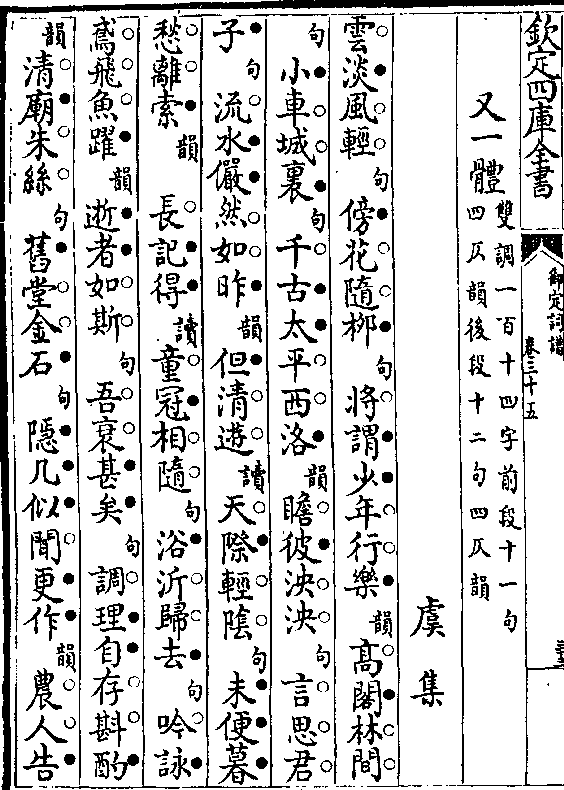 欽定四庫全書
御定詞譜
卷三十五
又一體
雙調一百十四字前段十一句
四仄韻後段十二句四仄韻
虞集
雲淡風輕句傍花隨柳句將謂少年行樂韻高閣林間
句小車城裏句千古太平西洛韻瞻彼泱泱句言思君
子句流水儼然如昨韻但清遊讀天際輕陰句未便暮
愁離索韻長記得讀童冠相隨句浴沂歸去句吟詠
鳶飛魚躍韻逝者如斯句吾衰甚矣句調理自存斟酌
韻清廟朱絲句舊堂金石句隱几似聞更作韻農人告